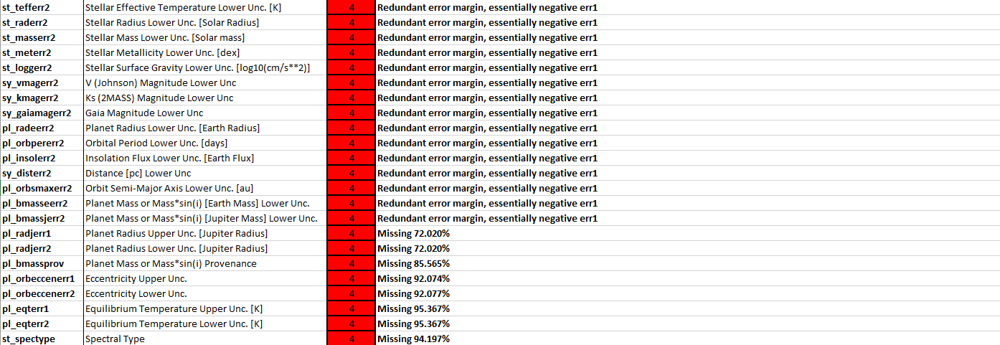 st_tefferr2 Stellar Effective Temperature Lower Unc. [K] 4 Redundant error margin, essentially negative err1
st_raderr2 Stellar Radius Lower Unc. [Solar Radius] 4 Redundant error margin, essentially negative err1
st_masserr2 Stellar Mass Lower Unc. [Solar mass] 4 Redundant error margin, essentially negative err1
st_meterr2 Stellar Metallicity Lower Unc. [dex] 4 Redundant error margin, essentially negative err1
st_loggerr2 Stellar Surface Gravity Lower Unc. [log10(cm/s**2)] 4 Redundant error margin, essentially negative err1
sy_vmagerr2 V (Johnson) Magnitude Lower Unc 4 Redundant error margin, essentially negative err1
sy_kmagerr2 Ks (2MASS) Magnitude Lower Unc 4 Redundant error margin, essentially negative err1
sy_gaiamagerr2 Gaia Magnitude Lower Unc 4 Redundant error margin, essentially negative err1
pl_radeerr2 Planet Radius Lower Unc. [Earth Radius] 4 Redundant error margin, essentially negative err1
pl_orbpererr2 Orbital Period Lower Unc. [days] 4 Redundant error margin, essentially negative err1
pl_insolerr2 Insolation Flux Lower Unc. [Earth Flux] 4 Redundant error margin, essentially negative err1
sy_disterr2 Distance [pc] Lower Unc 4 Redundant error margin, essentially negative err1
pl_orbsmaxerr2 Orbit Semi-Major Axis Lower Unc. [au] 4 Redundant error margin, essentially negative err1
pl_bmasseerr2 Planet Mass or Mass*sin(i) [Earth Mass] Lower Unc. 4 Redundant error margin, essentially negative err1
pl_bmassjerr2 Planet Mass or Mass*sin(i) [Jupiter Mass] Lower Unc. 4 Redundant error margin, essentially negative err1
pl_radjerr1 Planet Radius Upper Unc. [Jupiter Radius] 4 Missing 72.020%
pl_radjerr2 Planet Radius Lower Unc. [Jupiter Radius] 4 Missing 72.020%
pl_bmassprov Planet Mass or Mass*sin(i) Provenance 4 Missing 85.565%
pl_orbeccenerr1 Eccentricity Upper Unc. 4 Missing 92.074%
pl_orbeccenerr2 Eccentricity Lower Unc. 4 Missing 92.077%
pl_eqterr1 Equilibrium Temperature Upper Unc. [K] 4 Missing 95.367%
pl_eqterr2 Equilibrium Temperature Lower Unc. [K] 4 Missing 95.367%
st_spectype Spectral Type 4 Missing 94.197%